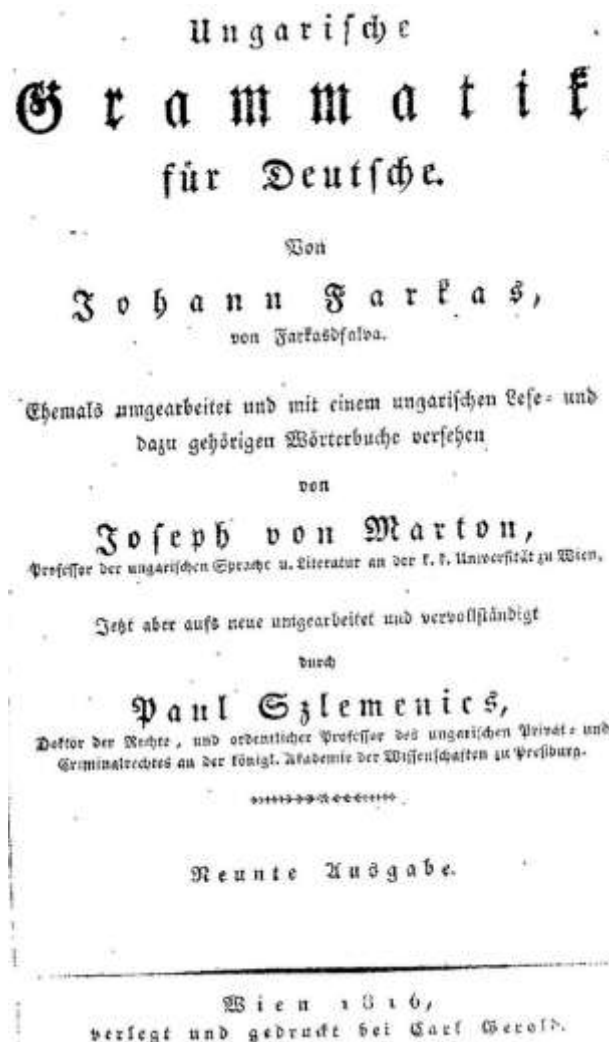 Ungarische
Grammatik
für Deutsche.
Von
Johann Farkas,
von Farkasdfalva.
Ehemals umgearbeitet und mit einem ungarischen Lese- und
dazu gehörigen Wörterbuche versehen
von
Joseph von Marton,
Professor der ungarischen Sprache u. Literatur an der k. k. Universität zu Wien.
Jetzt aber aufs neue umgearbeitet und vervollständigt
durch
Paul Szlemenics,
Doktor der Rechte, und ordentlicher Professor des ungarischen Privat- und
Criminalrechtes an der königl. Akademie der Wissenschaften zu Preßburg.
Neunte Ausgabe.
Wien 1816,
verlegt und gedruckt bei Carl Gerold.